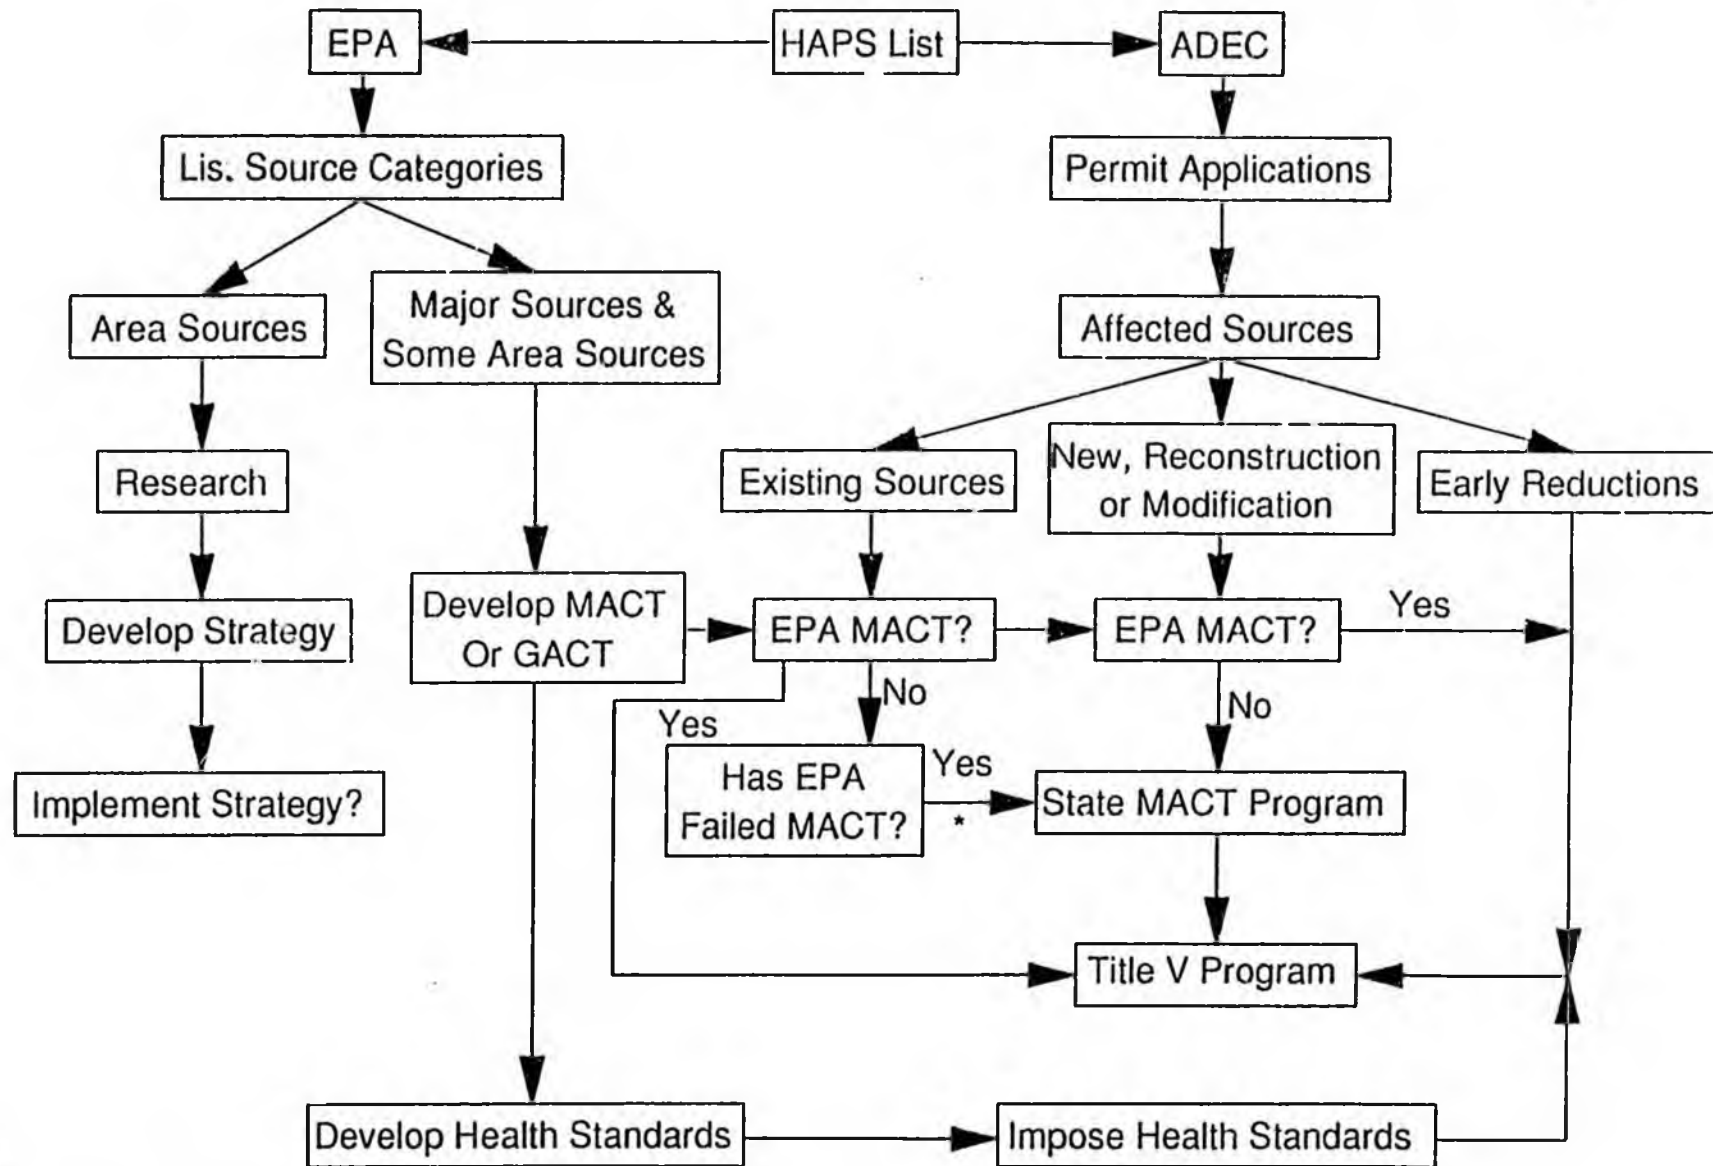 EPA
HAPS List
ADEC
Lis. Source Categories
Permit Applications
Area Sources
Major Sources &
Some Area Sources
Affected Sources
Research
Existing Sources
New, Reconstruction
or Modification
Early Reductions
Develop Strategy
Develop MACT
Or GACT
EPA MACT?
EPA MACT?
Yes
No
Yes
No
Implement Strategy?
Has EPA
Failed MACT?
Yes
*
State MACT Program
Title V Program
Develop Health Standards
Impose Health Standards